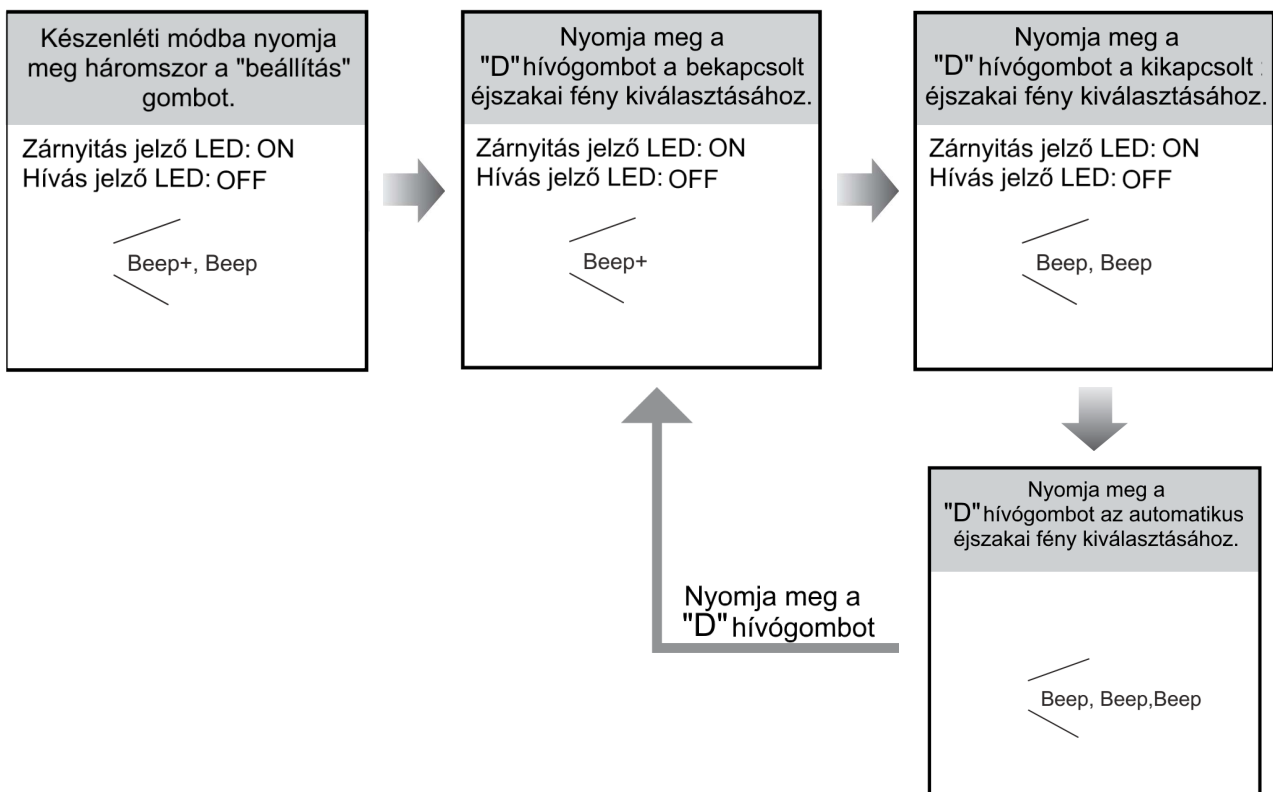 Készenléti módba nyomja
meg háromszor a "beállítás"
gombot.
Zárnyitás jelző LED: ON
Hívás jelző LED: OFF
Beep+, Beep
Nyomja meg a
"D" hívógombot a bekapcsolt
éjszakai fény kiválasztásához.
Zárnyitás jelző LED: ON
Hívás jelző LED: OFF
Beep+
Nyomja meg a
"D" hívógombot a kikapcsolt
éjszakai fény kiválasztásához.
Zárnyitás jelző LED: ON
Hívás jelző LED: OFF
Beep, Beep
Nyomja meg a
"D" hívógombot az automatikus
éjszakai fény kiválasztásához.
Beep, Beep,Beep
Nyomja meg a
"D" hívógombot